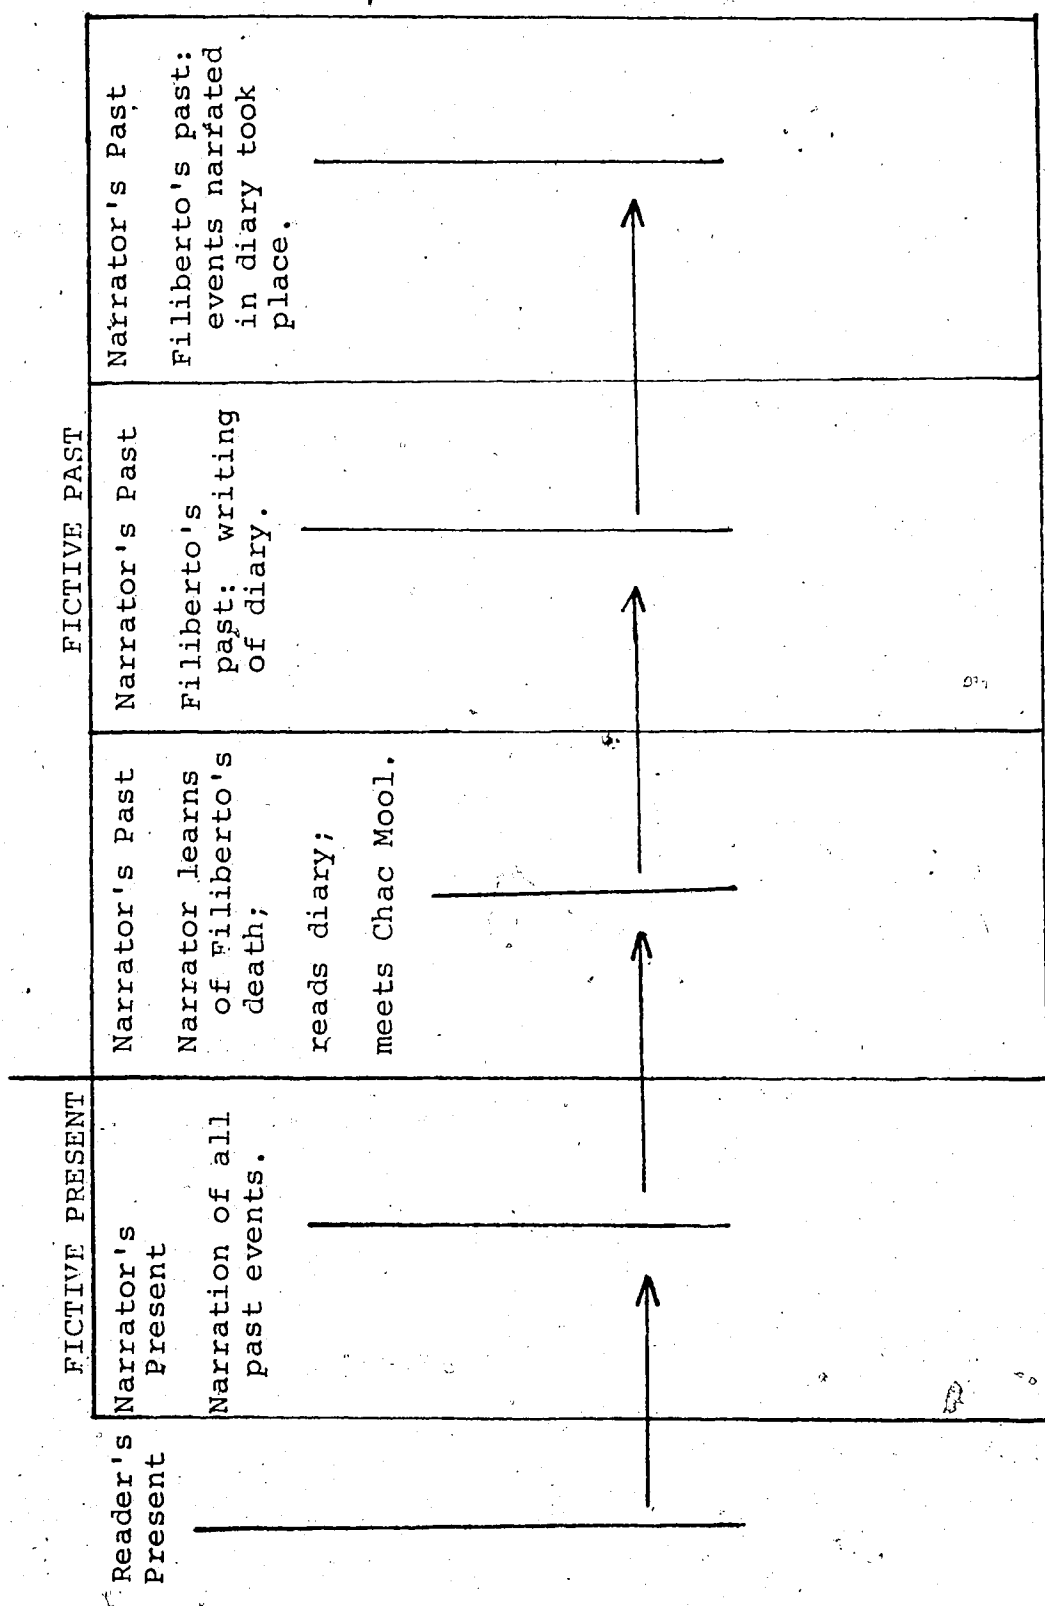 FICTIVE PRESENT
FICTIVE PAST
Reader's
Present
Narrator's
Present
Narration of all
past events.
Narrator's Past
Narrator learns
of Filiberto's
death;
reads diary;
meets Chac Mool.
Narrator's Past
Filiberto's
past: writing
of diary.
Narrator's Past
Filiberto's past:
events narrated
in diary took
place.